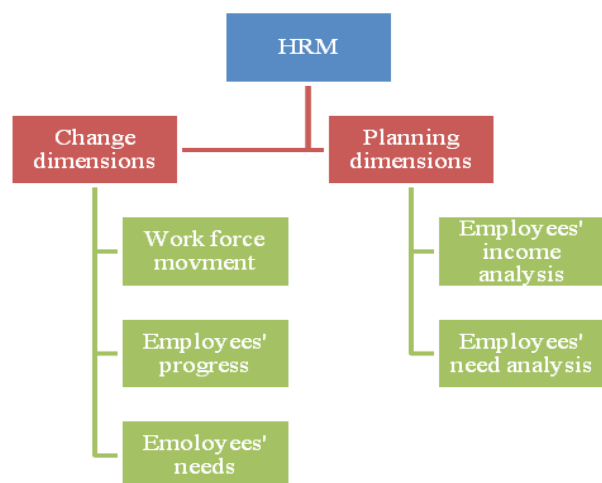 HRM
Change
dimensions
Planning
dimensions
Work force
movment
Employees'
progress
Emoloyees'
needs
Employees'
income
analysis
Employees'
need analysis